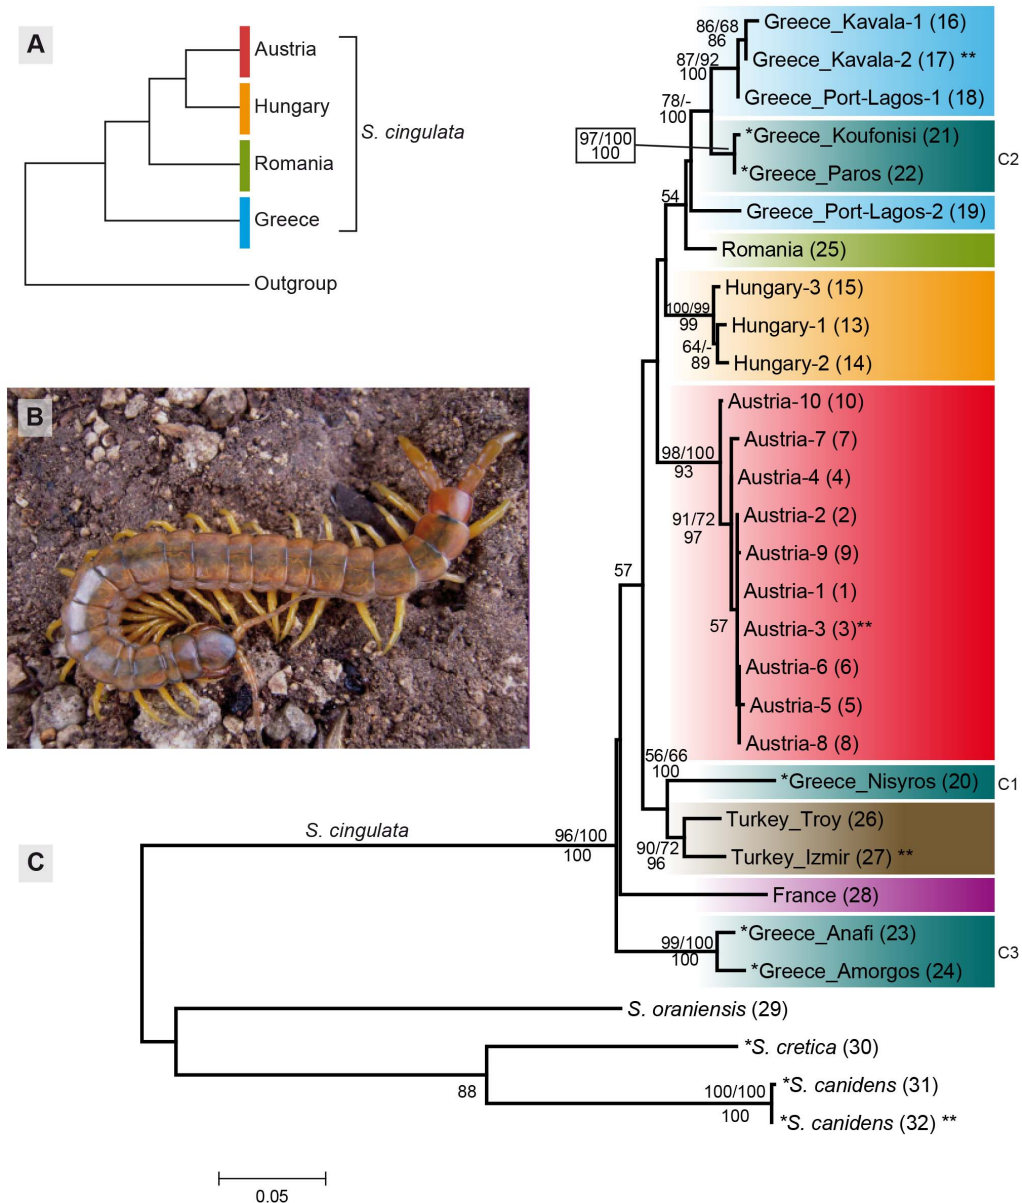 A
Austria
Hungary
Romania
Greece
Outgroup
S. cingulata
B
C
86/68
86
Greece_Kavala-1 (16)
87/92
100
Greece_Kavala-2 (17) **
Greece_Port-Lagos-1 (18)
78/-
100
97/100
100
*Greece_Koufonisi (21)
*Greece_Paros (22)
C2
Greece_Port-Lagos-2 (19)
54
Romania (25)
Hungary-3 (15)
100/99
99
Hungary-1 (13)
64/-
89
Hungary-2 (14)
Austria-10 (10)
98/100
93
Austria-7 (7)
Austria-4 (4)
91/72
97
Austria-2 (2)
Austria-9 (9)
57
Austria-1 (1)
57
Austria-3 (3)**
Austria-6 (6)
Austria-5 (5)
Austria-8 (8)
56/66
100
*Greece_Nisyros (20)
C1
Turkey_Troy (26)
90/72
96
Turkey_Izmir (27) **
S. cingulata
96/100
100
France (28)
*Greece_Anafi (23)
99/100
100
*Greece_Amorgos (24)
C3
S. oraniensis (29)
*S. cretica (30)
88
*S. canidens (31)
100/100
100
*S. canidens (32) **
0.05